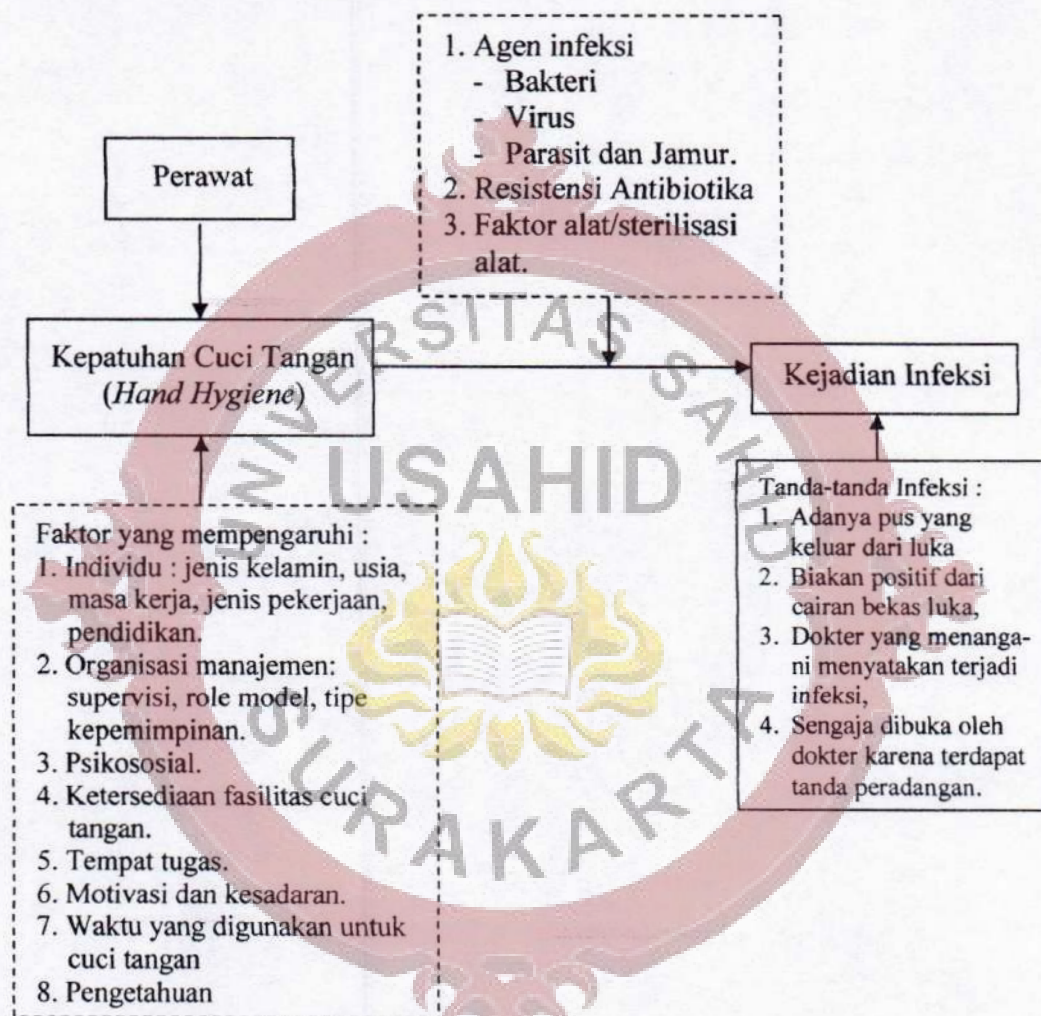 1. Agen infeksi
- Bakteri
- Virus
- Parasit dan Jamur.
2. Resistensi Antibiotika
3. Faktor alat/sterilisasi
alat.
Perawat
Kepatuhan Cuci Tangan
(Hand Hygiene)
Kejadian Infeksi
Faktor yang mempengaruhi :
1. Individu : jenis kelamin, usia,
masa kerja, jenis pekerjaan,
pendidikan.
2. Organisasi manajemen:
supervisi, role model, tipe
kepemimpinan.
3. Psikososial.
4. Ketersediaan fasilitas cuci
tangan.
5. Tempat tugas.
6. Motivasi dan kesadaran.
7. Waktu yang digunakan untuk
cuci tangan
8. Pengetahuan
Tanda-tanda Infeksi :
1. Adanya pus yang
keluar dari luka
2. Biakan positif dari
cairan bekas luka,
3. Dokter yang menanga-
ni menyatakan terjadi
infeksi,
4. Sengaja dibuka oleh
dokter karena terdapat
tanda peradangan.
UNIVERSITAS SAHID
USAHID
SURAKARTA